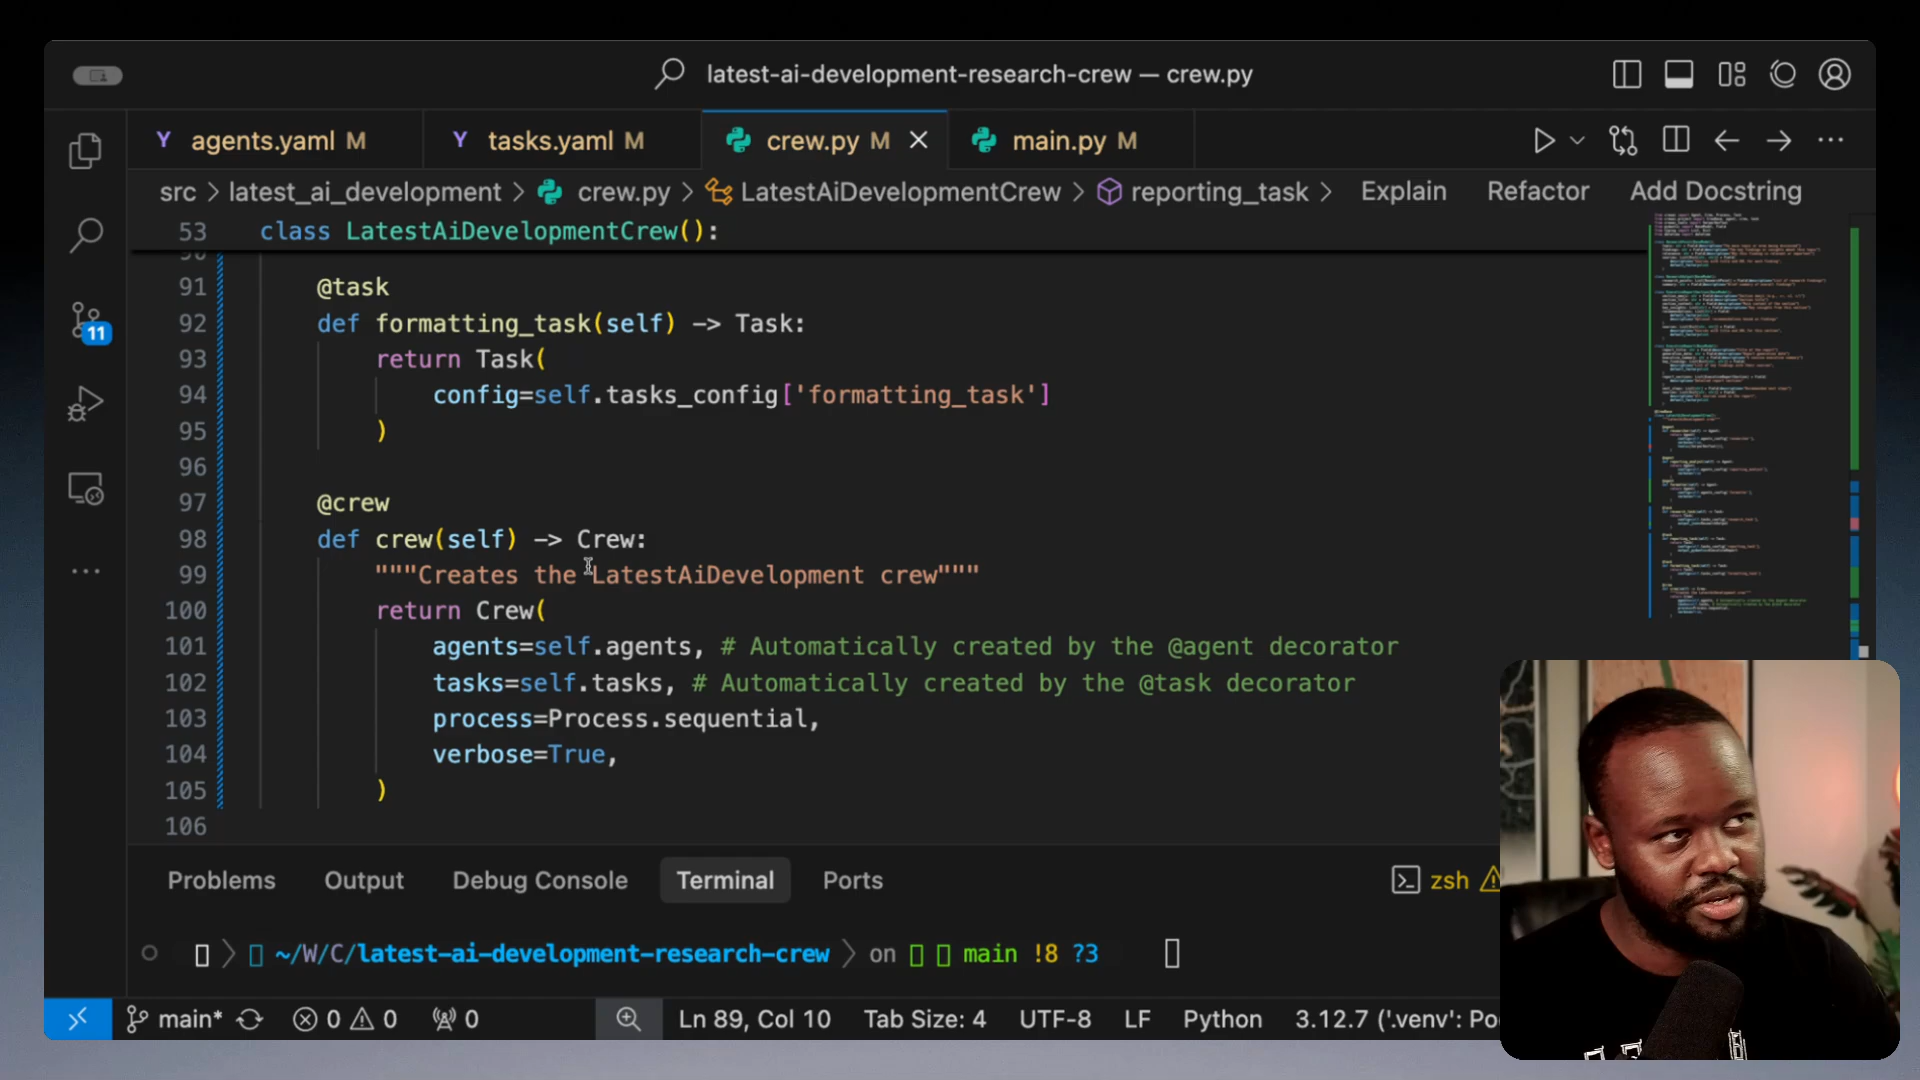 latest-ai-development-research-crew — crew.py
agents.yaml M
tasks.yaml M
crew.py M
main.py M
src > latest_ai_development > crew.py > LatestAiDevelopmentCrew > reporting_task > Explain Refactor Add Docstring
53 class LatestAiDevelopmentCrew():
91 @task
92 def formatting_task(self) -> Task:
93 return Task(
94 config=self.tasks_config['formatting_task']
95 )
96
97 @crew
98 def crew(self) -> Crew:
99 """Creates the LatestAiDevelopment crew"""
100 return Crew(
101 agents=self.agents, # Automatically created by the @agent decorator
102 tasks=self.tasks, # Automatically created by the @task decorator
103 process=Process.sequential,
104 verbose=True,
105 )
106
11
Problems Output Debug Console Terminal Ports
zsh
~/W/C/latest-ai-development-research-crew > on main !8 ?3
main* 0 0 0 Ln 89, Col 10 Tab Size: 4 UTF-8 LF Python 3.12.7 ('.venv':